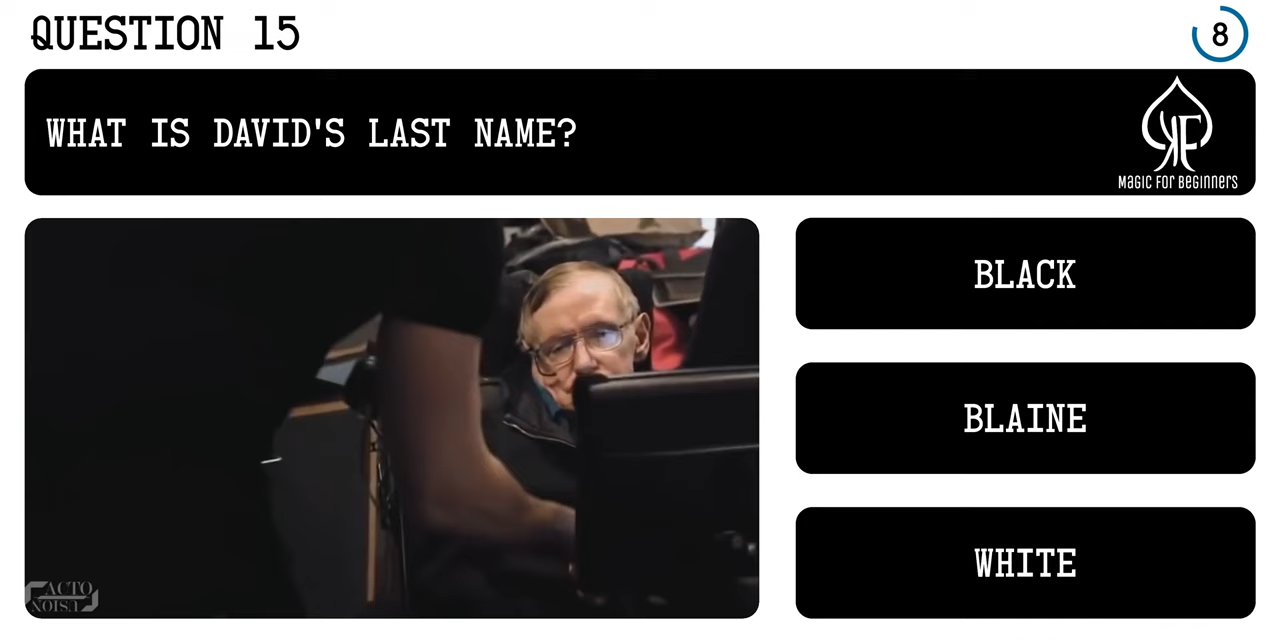 QUESTION 15
8
WHAT IS DAVID'S LAST NAME?
MAGIC FOR BEGINNERS
BLACK
BLAINE
WHITE